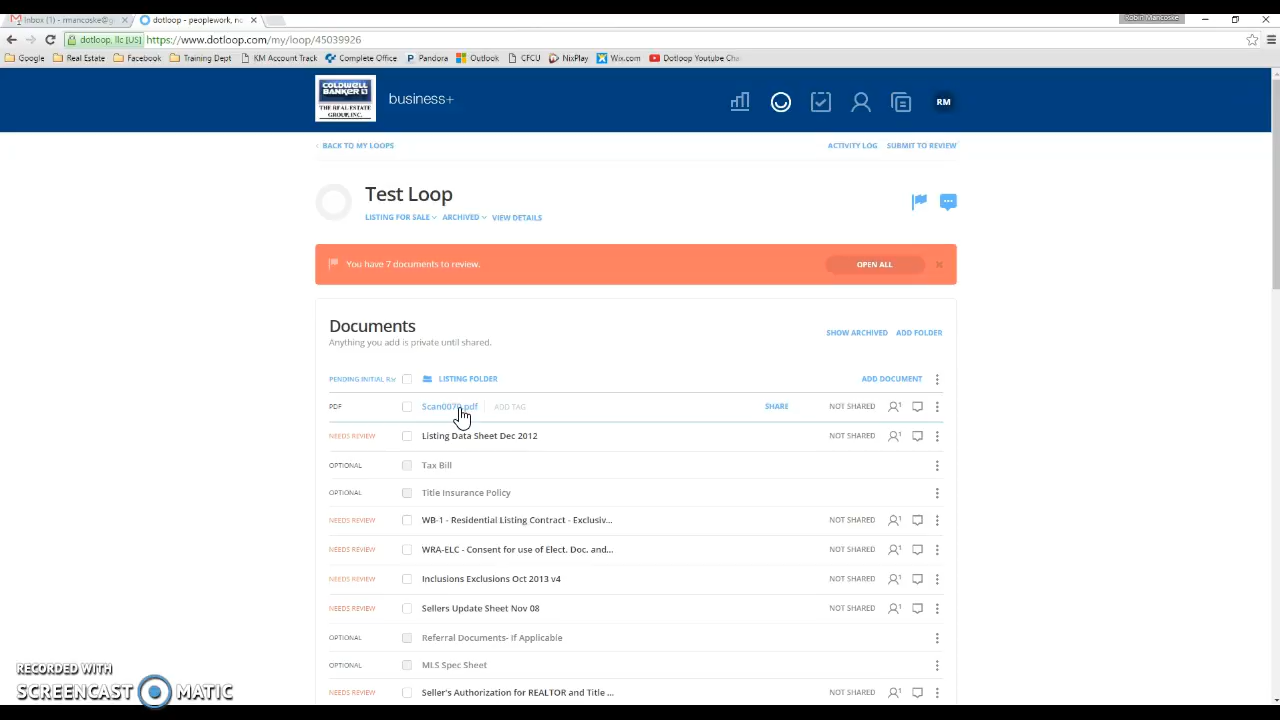 Inbox (1) - rmancoske@g
dotloop - peoplework, no
Robin Mancoske
dotloop, llc [US]
https://www.dotloop.com/my/loop/45039926
Google
Real Estate
Facebook
Training Dept
KM Account Track
Complete Office
Pandora
Outlook
CFCU
NixPlay
Wix.com
Dotloop Youtube Cha
COLDWELL
BANKER
THE REAL ESTATE
GROUP, INC.
business+
RM
BACK TO MY LOOPS
ACTIVITY LOG
SUBMIT TO REVIEW
Test Loop
LISTING FOR SALE
ARCHIVED
VIEW DETAILS
You have 7 documents to review.
OPEN ALL
Documents
Anything you add is private until shared.
SHOW ARCHIVED
ADD FOLDER
PENDING INITIAL
LISTING FOLDER
ADD DOCUMENT
PDF
Scan0070.pdf
ADD TAG
SHARE
NOT SHARED
1
NEEDS REVIEW
Listing Data Sheet Dec 2012
NOT SHARED
1
OPTIONAL
Tax Bill
OPTIONAL
Title Insurance Policy
NEEDS REVIEW
WB-1 - Residential Listing Contract - Exclusiv...
NOT SHARED
1
NEEDS REVIEW
WRA-ELC - Consent for use of Elect. Doc. and...
NOT SHARED
1
NEEDS REVIEW
Inclusions Exclusions Oct 2013 v4
NOT SHARED
1
NEEDS REVIEW
Sellers Update Sheet Nov 08
NOT SHARED
1
OPTIONAL
Referral Documents- If Applicable
OPTIONAL
MLS Spec Sheet
NEEDS REVIEW
Seller's Authorization for REALTOR and Title ...
NOT SHARED
1
RECORDED WITH
SCREENCAST MATIC